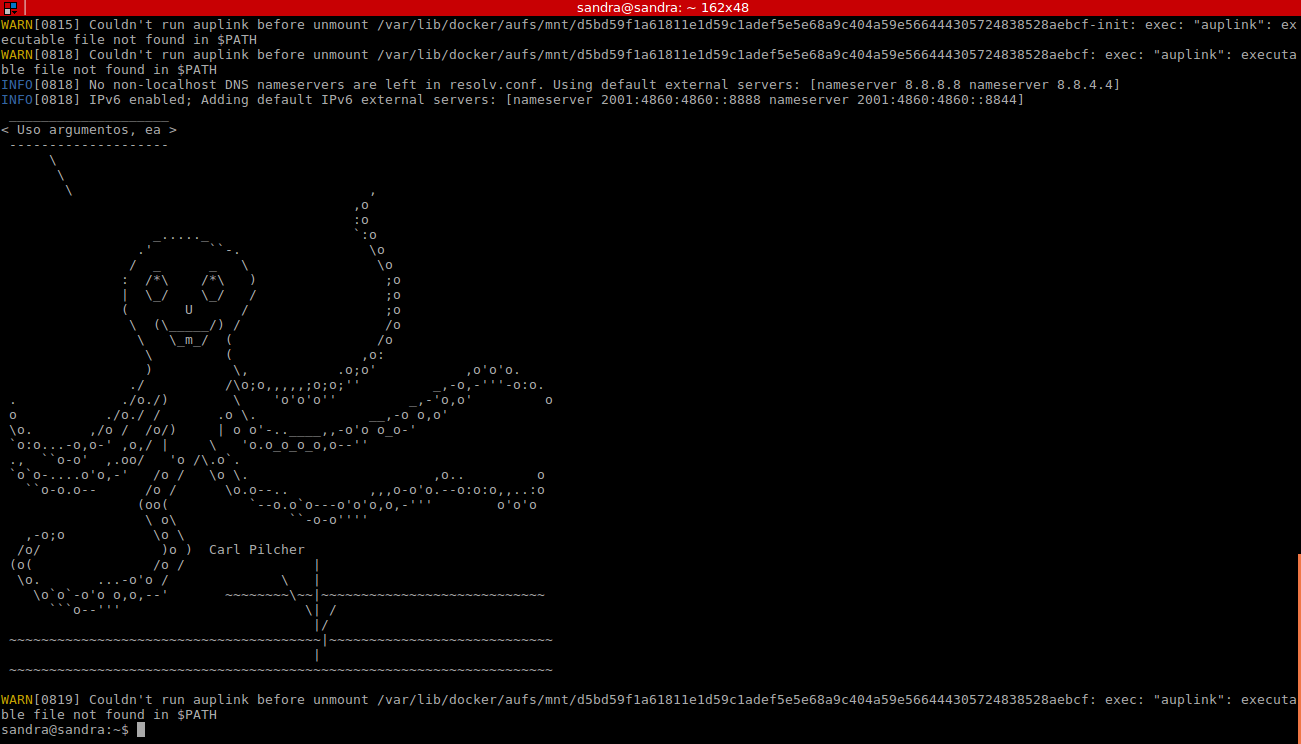 sandra@sandra: ~ 162x48
WARN[0815] Couldn't run auplink before unmount /var/lib/docker/aufs/mnt/d5bd59f1a61811e1d59c1adef5e5e68a9c404a59e566444305724838528aebcf-init: exec: "auplink": ex
ecutable file not found in $PATH
WARN[0818] Couldn't run auplink before unmount /var/lib/docker/aufs/mnt/d5bd59f1a61811e1d59c1adef5e5e68a9c404a59e566444305724838528aebcf: exec: "auplink": executa
ble file not found in $PATH
INFO[0818] No non-localhost DNS nameservers are left in resolv.conf. Using default external servers: [nameserver 8.8.8.8 nameserver 8.8.4.4]
INFO[0818] IPv6 enabled; Adding default IPv6 external servers: [nameserver 2001:4860:4860::8888 nameserver 2001:4860:4860::8844]
< Uso argumentos, ea >
Carl Pilcher
WARN[0819] Couldn't run auplink before unmount /var/lib/docker/aufs/mnt/d5bd59f1a61811e1d59c1adef5e5e68a9c404a59e566444305724838528aebcf: exec: "auplink": executa
ble file not found in $PATH
sandra@sandra:~$